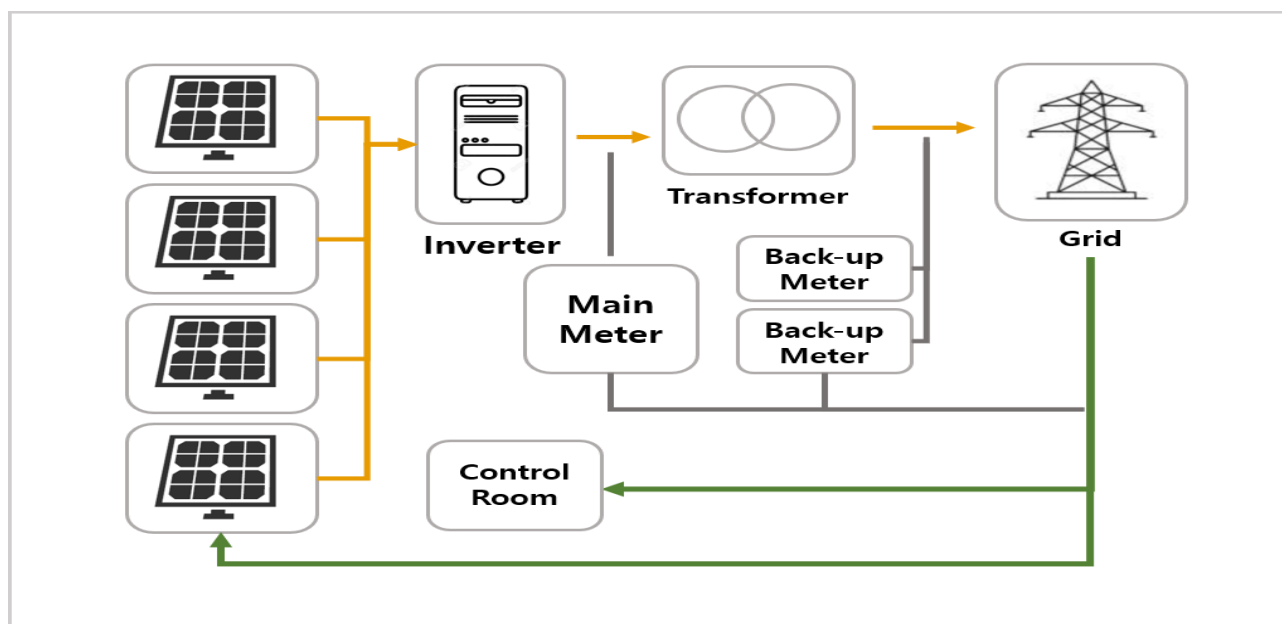 Inverter
Transformer
Grid
Main
Meter
Back-up
Meter
Back-up
Meter
Control
Room